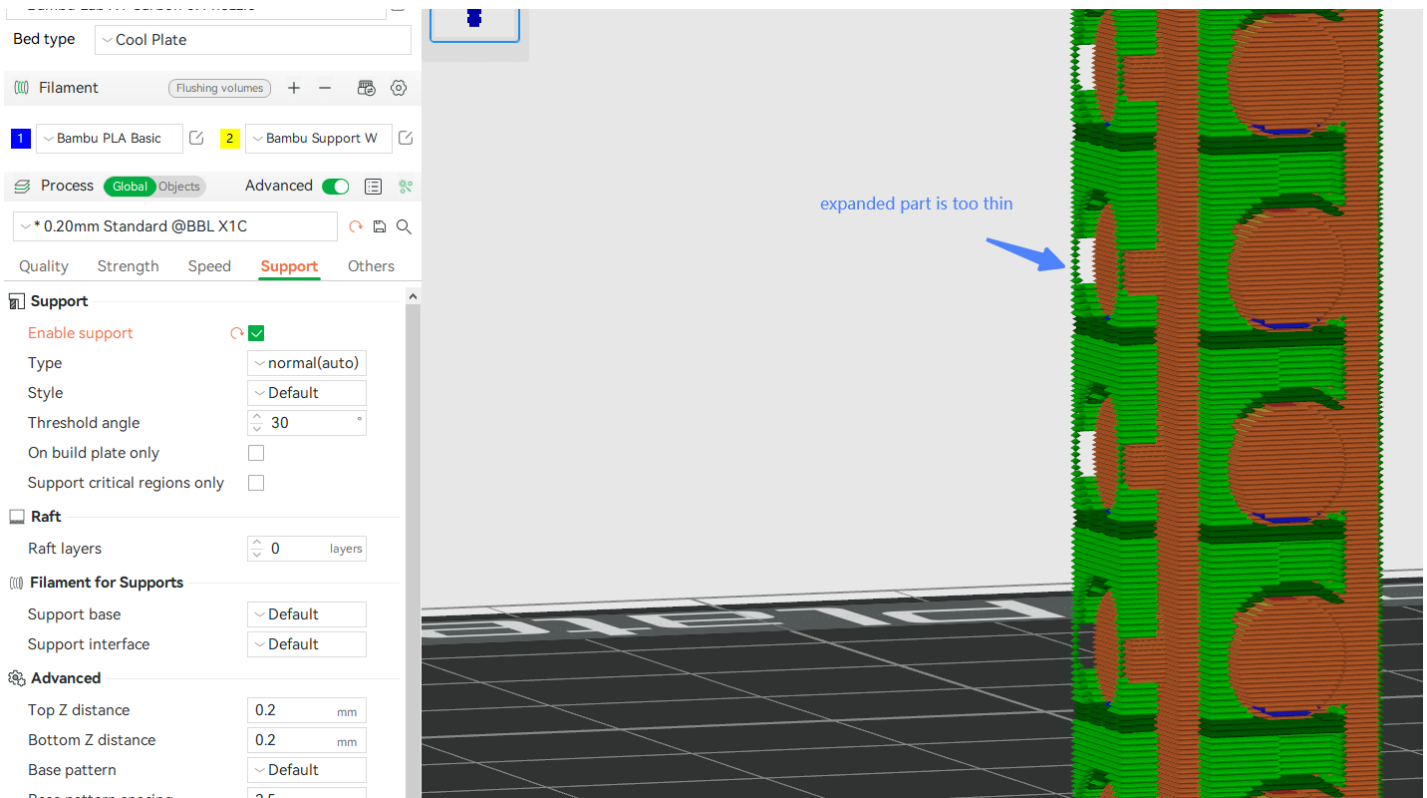 Bed type
Cool Plate
Filament
Flushing volumes
1
Bambu PLA Basic
2
Bambu Support W
Process
Global
Objects
Advanced
* 0.20mm Standard @BBL X1C
Quality
Strength
Speed
Support
Others
Support
Enable support
Type
normal(auto)
Style
Default
Threshold angle
30
°
On build plate only
Support critical regions only
Raft
Raft layers
0
layers
Filament for Supports
Support base
Default
Support interface
Default
Advanced
Top Z distance
0.2
mm
Bottom Z distance
0.2
mm
Base pattern
Default
expanded part is too thin